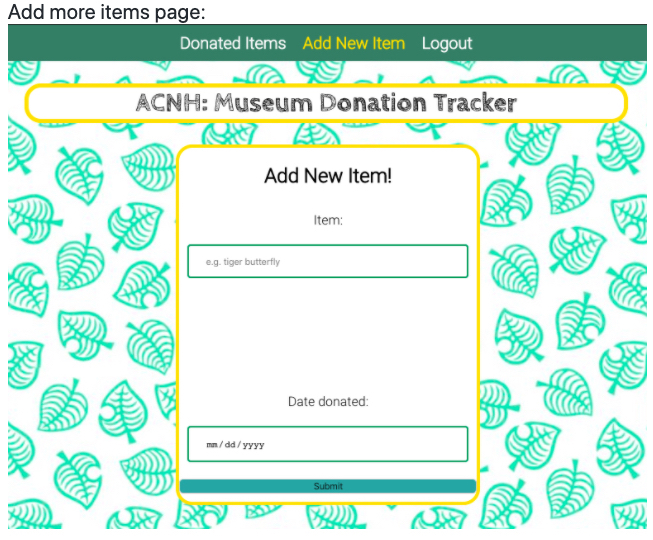 Add more items page:
Donated Items Add New Item Logout
ACNH: Museum Donation Tracker
Add New Item!
Item:
e.g. tiger butterfly
Date donated:
mm/dd/yyyy
Submit